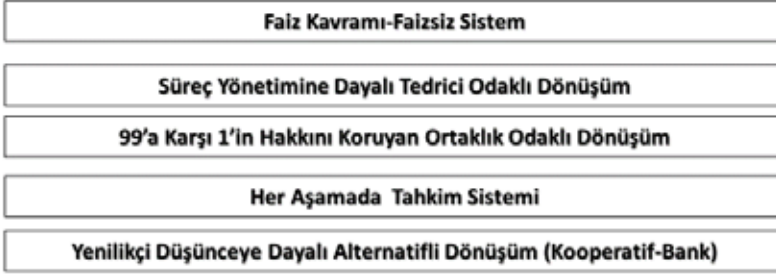 Faiz Kavramı-Faizsiz Sistem
Süreç Yönetimine Dayalı Tedrici Odaklı Dönüşüm
99'a Karşı 1'in Hakkını Koruyan Ortaklık Odaklı Dönüşüm
Her Aşamada Tahkim Sistemi
Yenilikçi Düşünceye Dayalı Alternatifli Dönüşüm (Kooperatif-Bank)